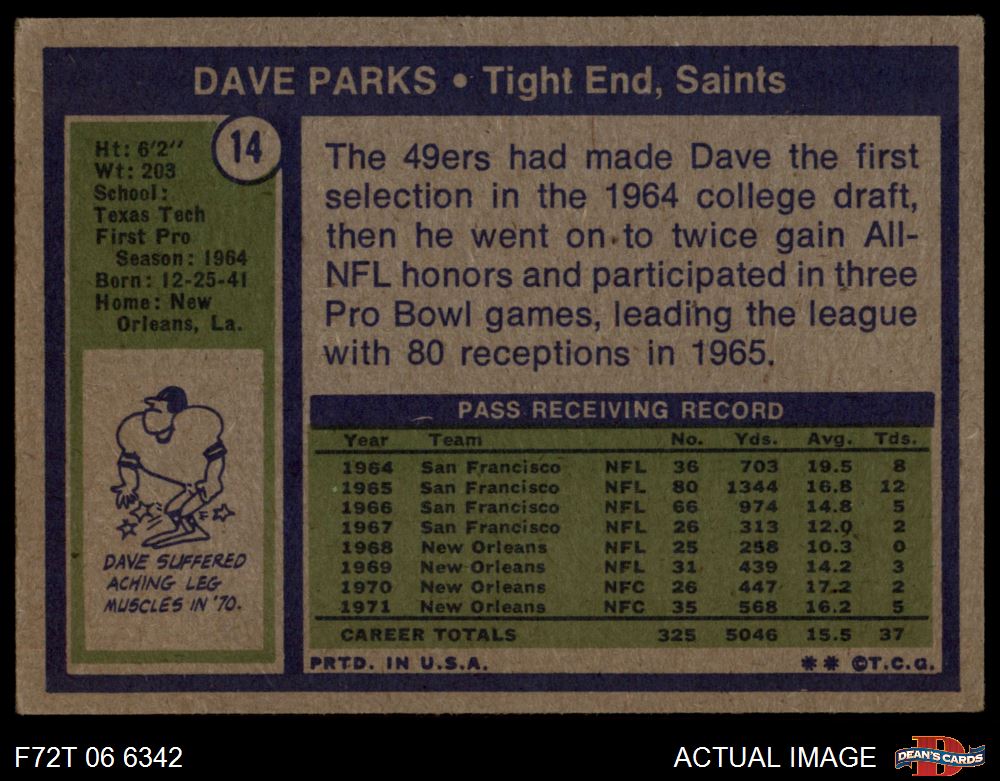 DAVE PARKS • Tight End, Saints
14
Ht: 6'2''
Wt: 203
School:
Texas Tech
First Pro
Season: 1964
Born: 12-25-41
Home: New
Orleans, La.
DAVE SUFFERED
ACHING LEG
MUSCLES IN '70.
The 49ers had made Dave the first
selection in the 1964 college draft,
then he went on to twice gain All-
NFL honors and participated in three
Pro Bowl games, leading the league
with 80 receptions in 1965.
PASS RECEIVING RECORD
Year Team No. Yds. Avg. Tds.
1964 San Francisco NFL 36 703 19.5 8
1965 San Francisco NFL 80 1344 16.8 12
1966 San Francisco NFL 66 974 14.8 5
1967 San Francisco NFL 26 313 12.0 2
1968 New Orleans NFL 25 258 10.3 0
1969 New Orleans NFL 31 439 14.2 3
1970 New Orleans NFC 26 447 17.2 2
1971 New Orleans NFC 35 568 16.2 5
CAREER TOTALS 325 5046 15.5 37
PRTD. IN U.S.A. ** ©T.C.G.
F72T 06 6342 ACTUAL IMAGE
D
DEAN'S CARDS